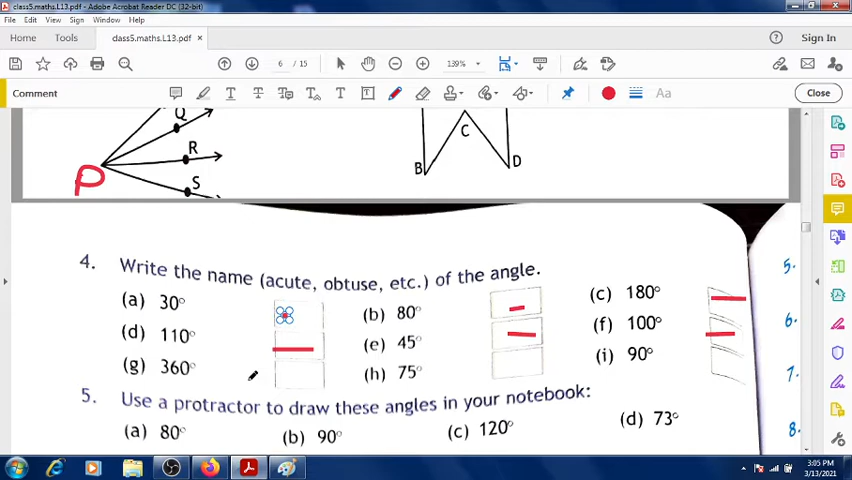 class5.maths.L13.pdf - Adobe Acrobat Reader DC (32-bit)
File Edit View Sign Window Help
Home Tools class5.maths.L13.pdf × Sign In
6 / 15 139%
Comment Aa Close
Q
R
S
P
C
B
D
4. Write the name (acute, obtuse, etc.) of the angle.
(a) 30° (b) 80° (c) 180°
(d) 110° (e) 45° (f) 100°
(g) 360° (h) 75° (i) 90°
5. Use a protractor to draw these angles in your notebook:
(a) 80° (b) 90° (c) 120° (d) 73°
5.
6.
7.
8.
3:05 PM
3/13/2021